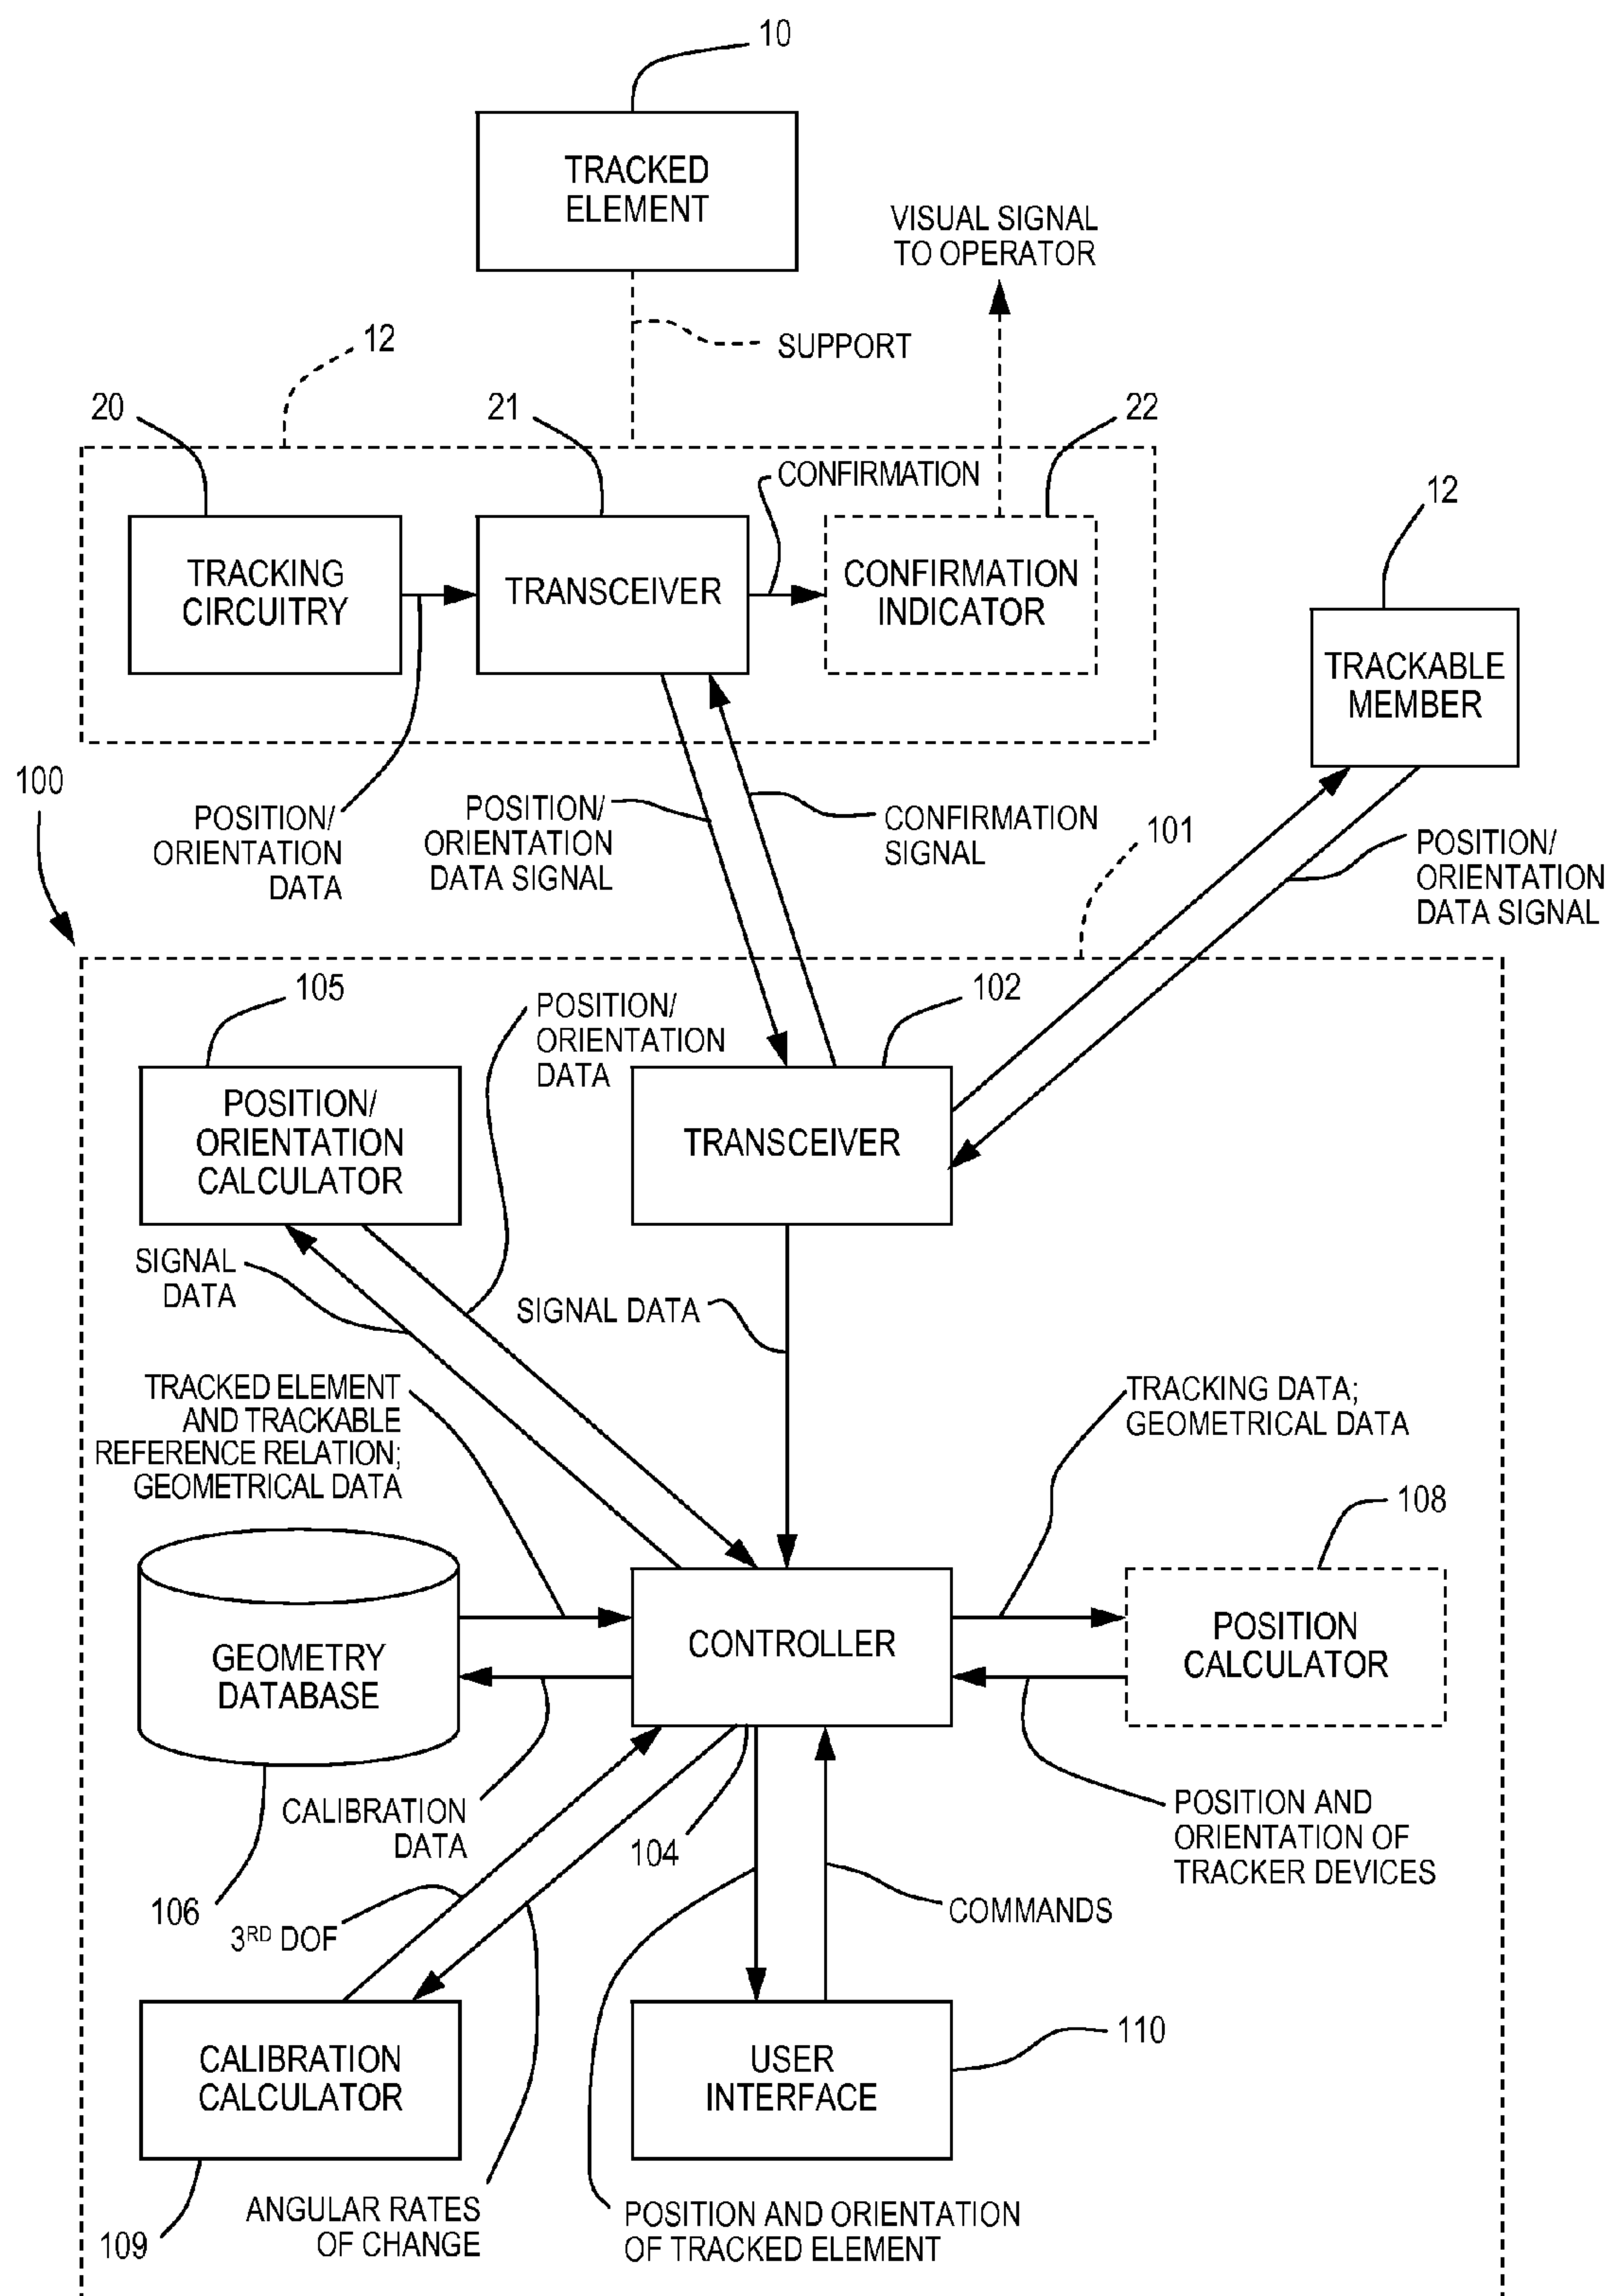 10
TRACKED
ELEMENT
VISUAL SIGNAL
TO OPERATOR
12
SUPPORT
20
21
22
CONFIRMATION
12
TRACKING
CIRCUITRY
TRANSCEIVER
CONFIRMATION
INDICATOR
TRACKABLE
MEMBER
100
POSITION/
ORIENTATION
DATA
POSITION/
ORIENTATION
DATA SIGNAL
CONFIRMATION
SIGNAL
101
POSITION/
ORIENTATION
DATA SIGNAL
105
POSITION/
ORIENTATION
DATA
102
POSITION/
ORIENTATION
CALCULATOR
TRANSCEIVER
SIGNAL
DATA
SIGNAL DATA
TRACKED ELEMENT
AND TRACKABLE
REFERENCE RELATION;
GEOMETRICAL DATA
TRACKING DATA;
GEOMETRICAL DATA
108
GEOMETRY
DATABASE
CONTROLLER
POSITION
CALCULATOR
CALIBRATION
DATA
104
POSITION AND
ORIENTATION OF
TRACKER DEVICES
106
3RD DOF
COMMANDS
CALIBRATION
CALCULATOR
USER
INTERFACE
110
109
ANGULAR RATES
OF CHANGE
POSITION AND ORIENTATION
OF TRACKED ELEMENT